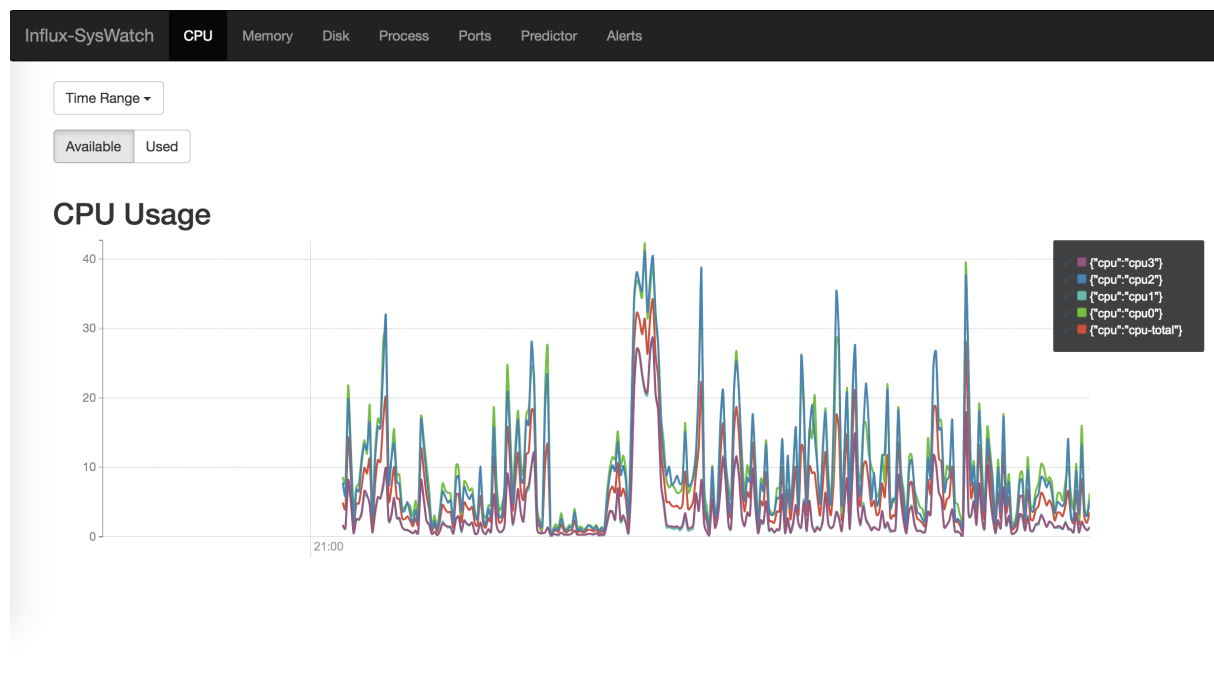 Influx-SysWatch CPU Memory Disk Process Ports Predictor Alerts
Time Range
Available Used
CPU Usage
40
30
20
10
0
21:00
{"cpu":"cpu3"}
{"cpu":"cpu2"}
{"cpu":"cpu1"}
{"cpu":"cpu0"}
{"cpu":"cpu-total"}